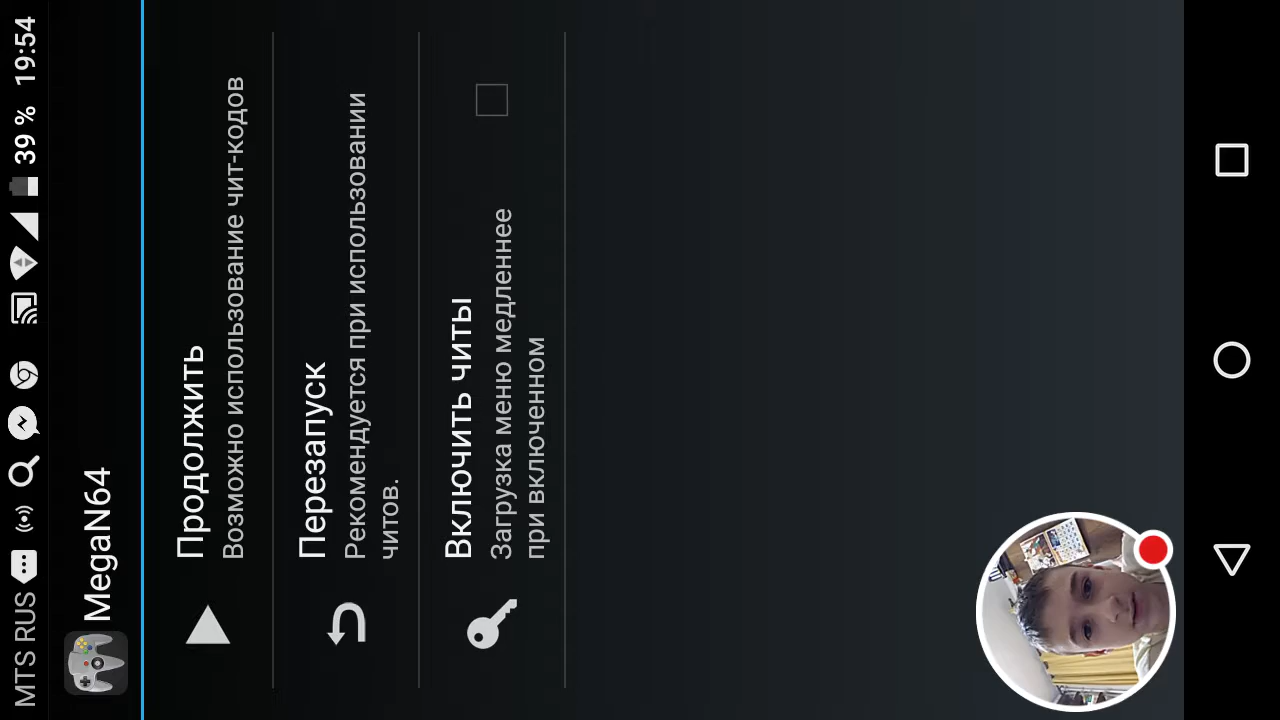 MTS RUS 39 % 19:54
MegaN64
Продолжить
Возможно использование чит-кодов
Перезапуск
Рекомендуется при использовании
читов.
Включить читы
Загрузка меню медленнее
при включенном